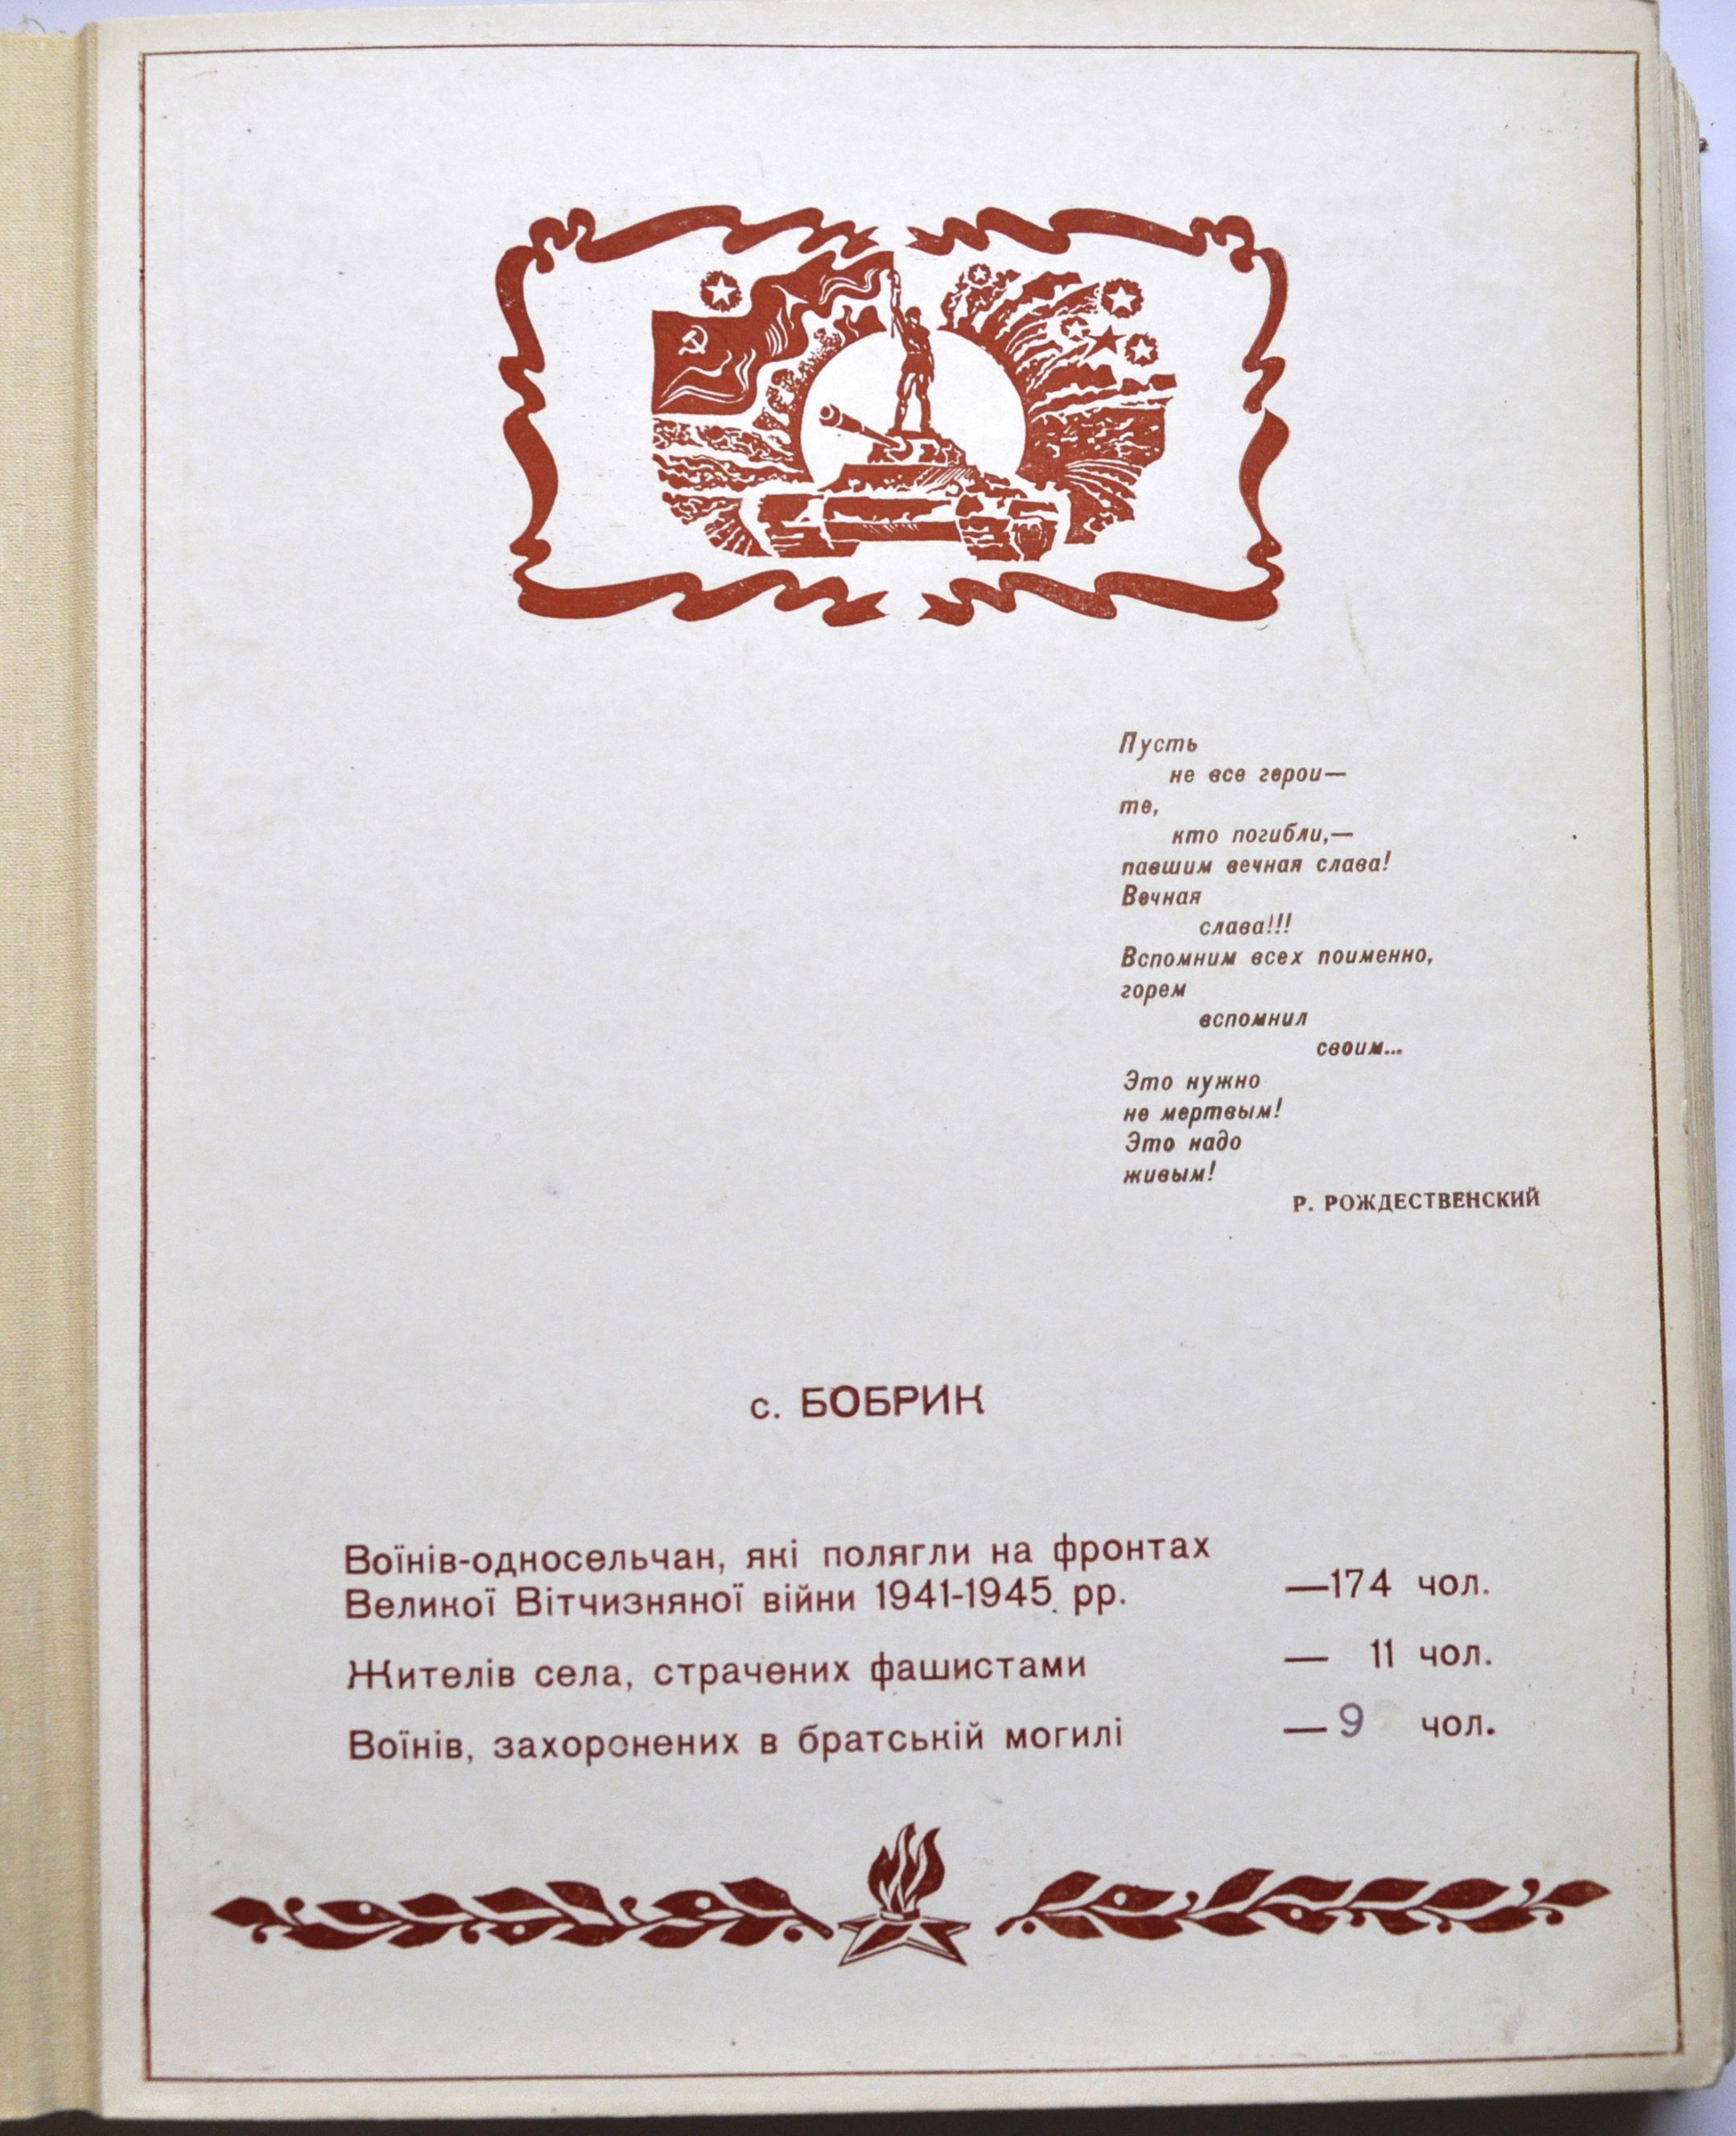 Пусть
не все герои—
те,
кто погибли,—
павшим вечная слава!
Вечная
слава!!!
Вспомним всех поименно,
горем
вспомнил
своим...
Это нужно
не мертвым!
Это надо
живым!
Р. РОЖДЕСТВЕНСКИЙ
с. БОБРИК
Воїнів-односельчан, які полягли на фронтах
Великої Вітчизняної війни 1941-1945 рр. —174 чол.
Жителів села, страчених фашистами — 11 чол.
Воїнів, захоронених в братській могилі — 9 чол.